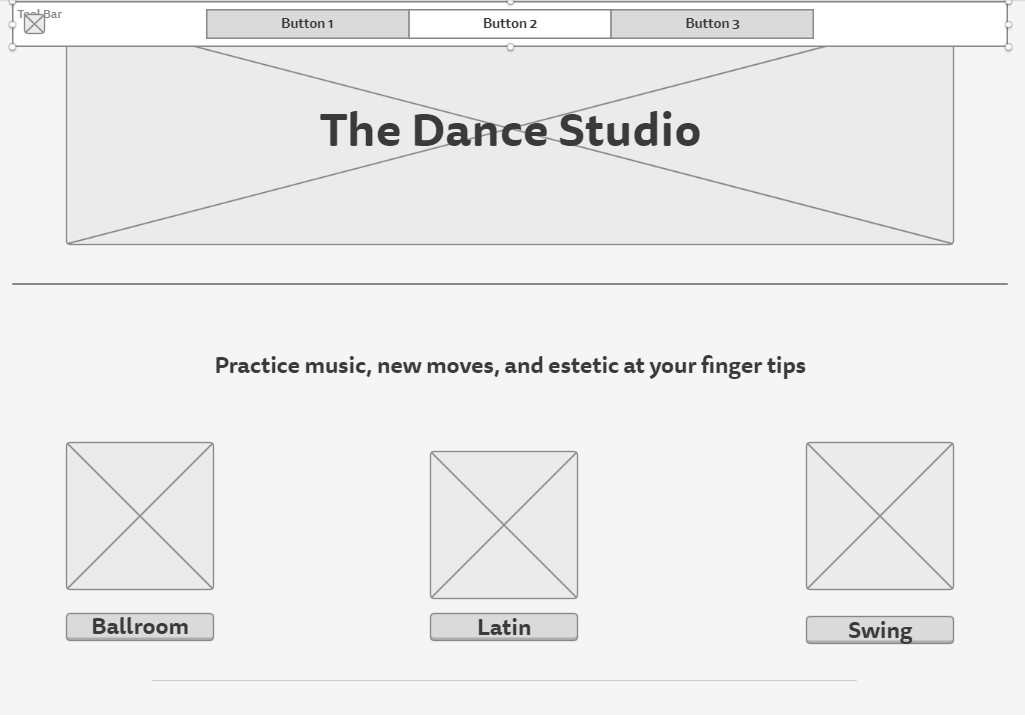 Tool Bar
Button 1 Button 2 Button 3
The Dance Studio
Practice music, new moves, and estetic at your finger tips
Ballroom Latin Swing